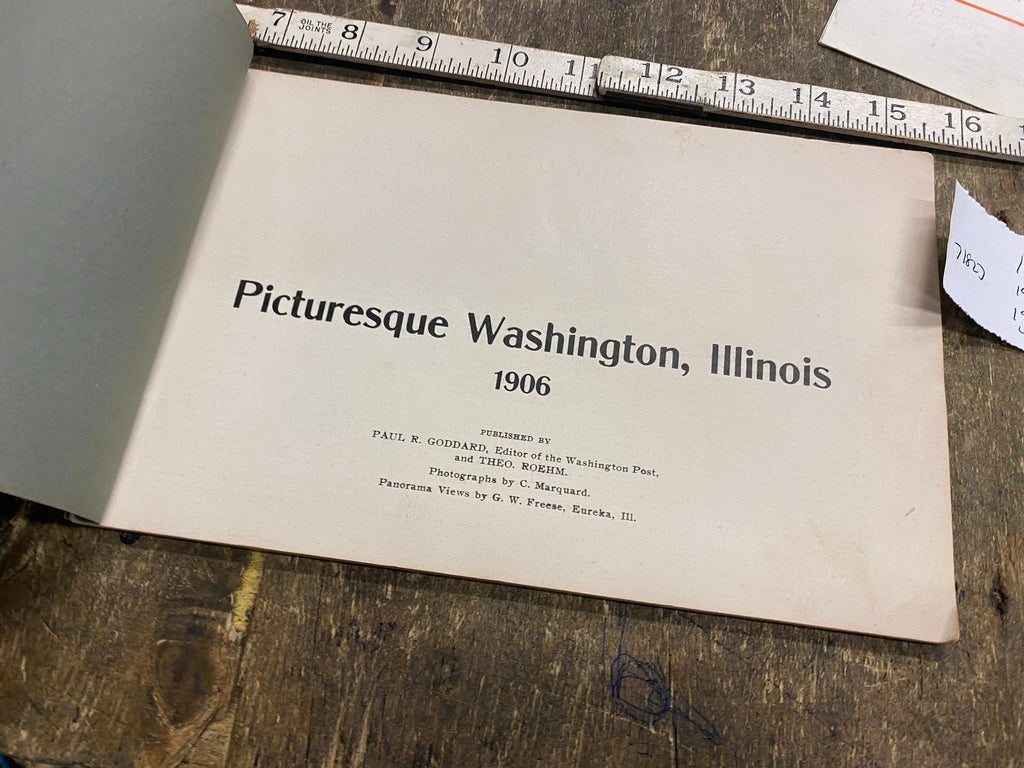 7 OIL THE JOINTS 8 9 10 11 12 13 14 15 16
Picturesque Washington, Illinois
1906
PUBLISHED BY
PAUL R. GODDARD, Editor of the Washington Post,
and THEO. ROEHM.
Photographs by C. Marquard.
Panorama Views by G. W. Freese, Eureka, Ill.